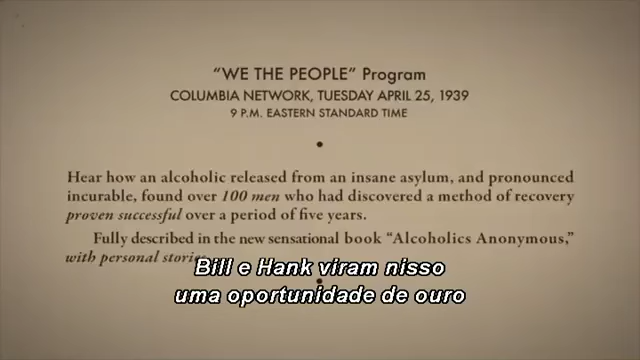 “WE THE PEOPLE” Program
COLUMBIA NETWORK, TUESDAY APRIL 25, 1939
9 P.M. EASTERN STANDARD TIME
Hear how an alcoholic released from an insane asylum, and pronounced
incurable, found over 100 men who had discovered a method of recovery
proven successful over a period of five years.
Fully described in the new sensational book “Alcoholics Anonymous,”
with personal stories
Bill e Hank viram nisso
uma oportunidade de ouro